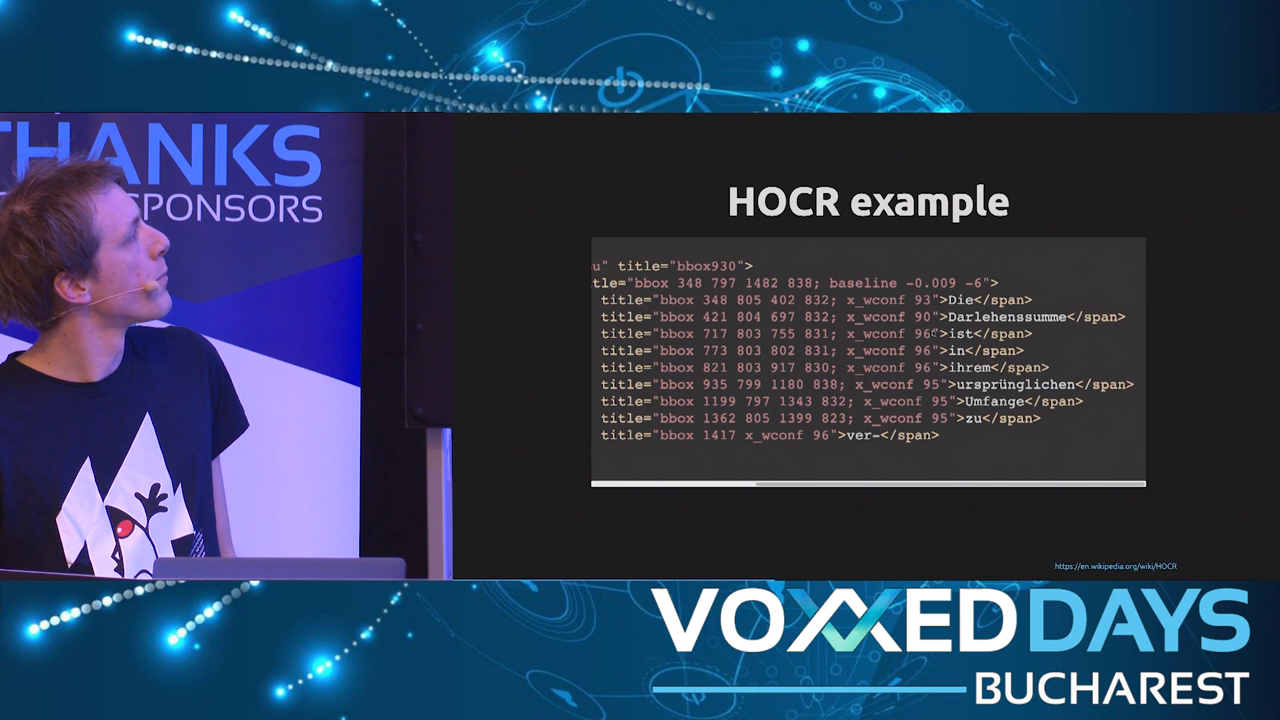 THANKS
SPONSORS
HOCR example
u" title="bbox930">
tle="bbox 348 797 1482 838; baseline -0.009 -6">
title="bbox 348 805 402 832; x_wconf 93">Die</span>
title="bbox 421 804 697 832; x_wconf 90">Darlehenssumme</span>
title="bbox 717 803 755 831; x_wconf 96">ist</span>
title="bbox 773 803 802 831; x_wconf 96">in</span>
title="bbox 821 803 917 830; x_wconf 96">ihrem</span>
title="bbox 935 799 1180 838; x_wconf 95">ursprünglichen</span>
title="bbox 1199 797 1343 832; x_wconf 95">Umfange</span>
title="bbox 1362 805 1399 823; x_wconf 95">zu</span>
title="bbox 1417 x_wconf 96">ver-</span>
https://en.wikipedia.org/wiki/HOCR
VOXXED DAYS
BUCHAREST